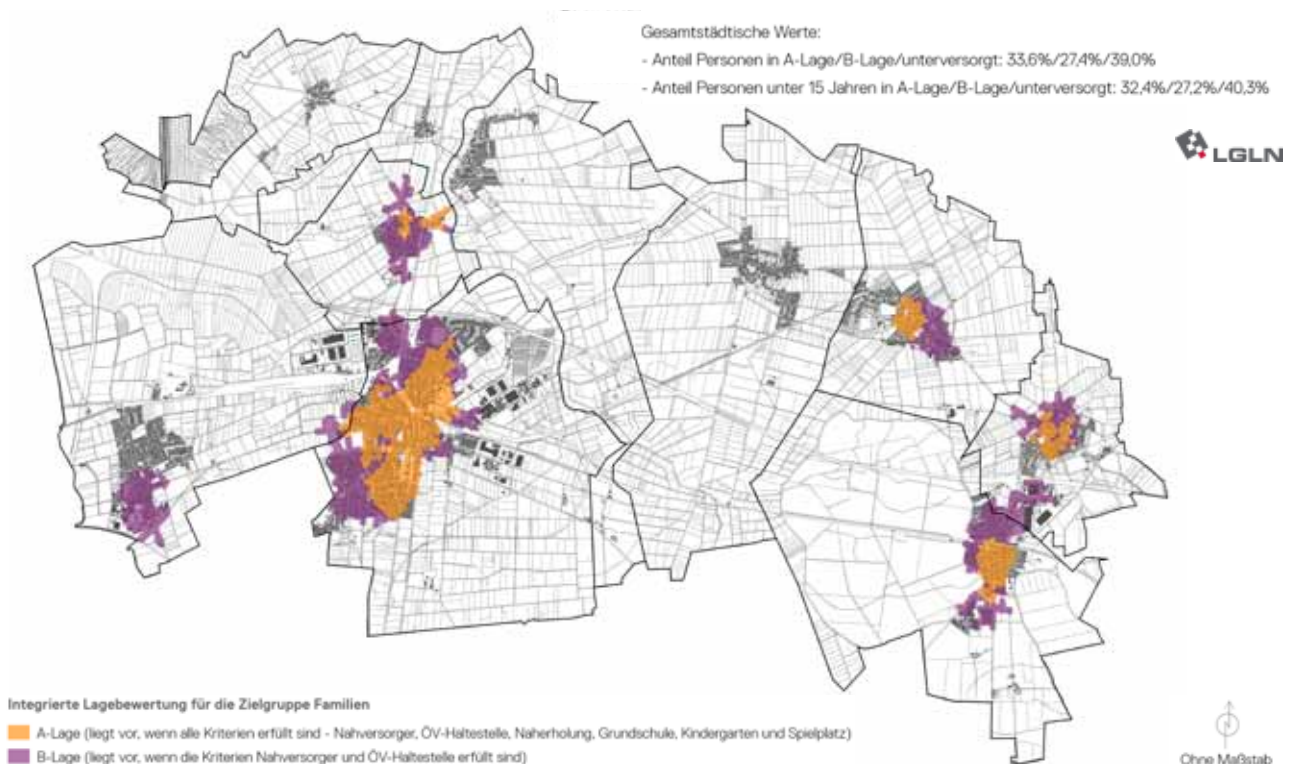 Gesamtstädtische Werte:
- Anteil Personen in A-Lage/B-Lage/unterversorgt: 33,6%/27,4%/39,0%
- Anteil Personen unter 15 Jahren in A-Lage/B-Lage/unterversorgt: 32,4%/27,2%/40,3%
LGLN
Integrierte Lagebewertung für die Zielgruppe Familien
A-Lage (liegt vor, wenn alle Kriterien erfüllt sind - Nahversorger, ÖV-Haltestelle, Naherholung, Grundschule, Kindergarten und Spielplatz)
B-Lage (liegt vor, wenn die Kriterien Nahversorger und ÖV-Haltestelle erfüllt sind)
Ohne Maßstab